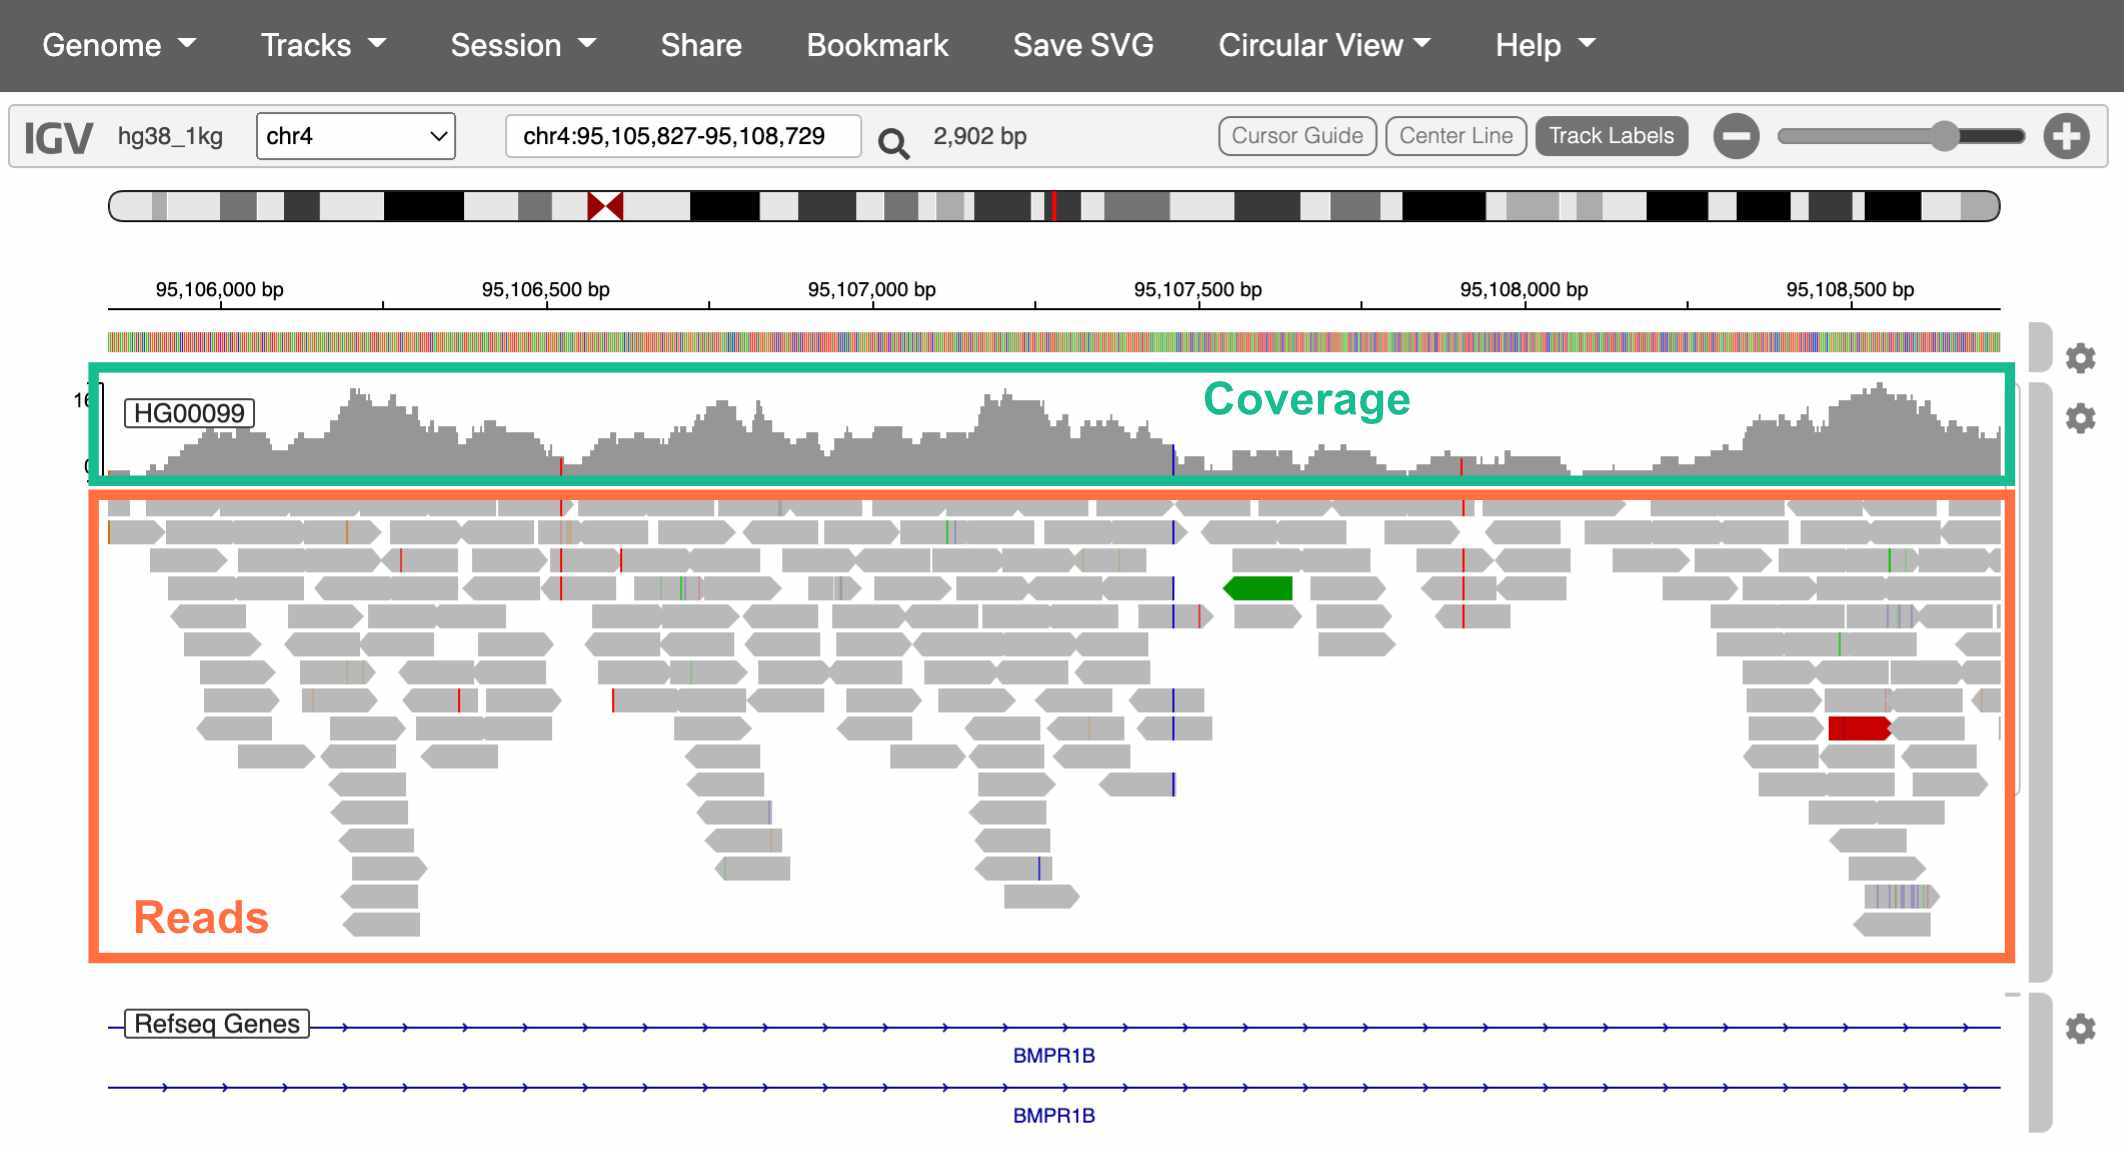 Genome Tracks Session Share Bookmark Save SVG Circular View Help
IGV hg38_1kg chr4 chr4:95,105,827-95,108,729 2,902 bp Cursor Guide Center Line Track Labels
95,106,000 bp 95,106,500 bp 95,107,000 bp 95,107,500 bp 95,108,000 bp 95,108,500 bp
Coverage
HG00099
Reads
Refseq Genes
BMPR1B
BMPR1B